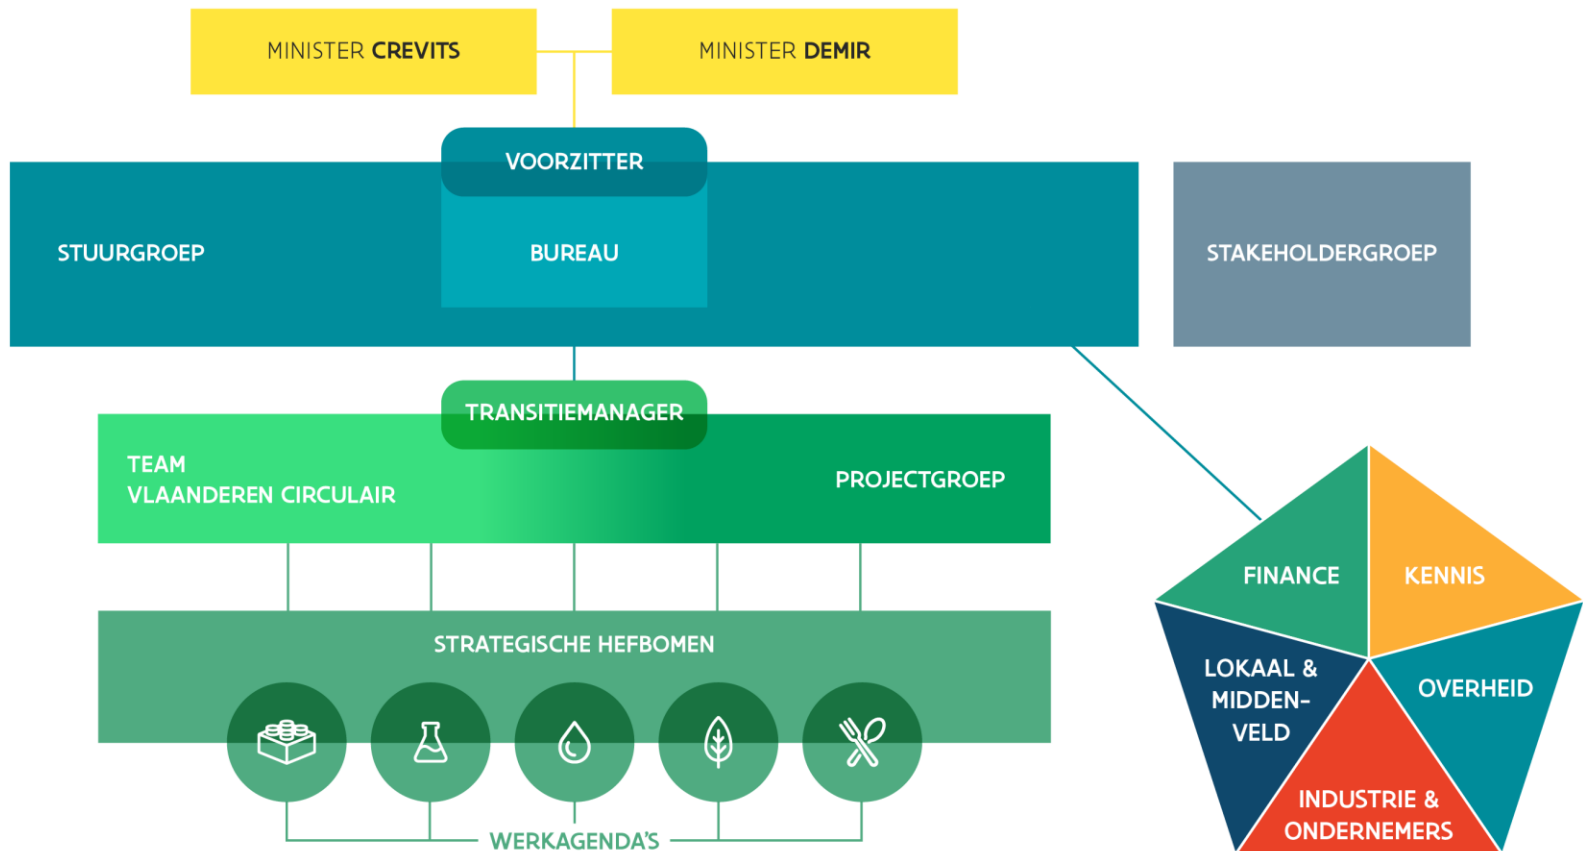 MINISTER CREVITS
MINISTER DEMIR
VOORZITTER
STUURGROEP
BUREAU
STAKEHOLDERGROEP
TRANSITIEMANAGER
TEAM
VLAANDEREN CIRCULAIR
PROJECTGROEP
STRATEGISCHE HEFBOMEN
WERKAGENDA'S
FINANCE
KENNIS
LOKAAL &
MIDDEN-
VELD
OVERHEID
INDUSTRIE &
ONDERNEMERS